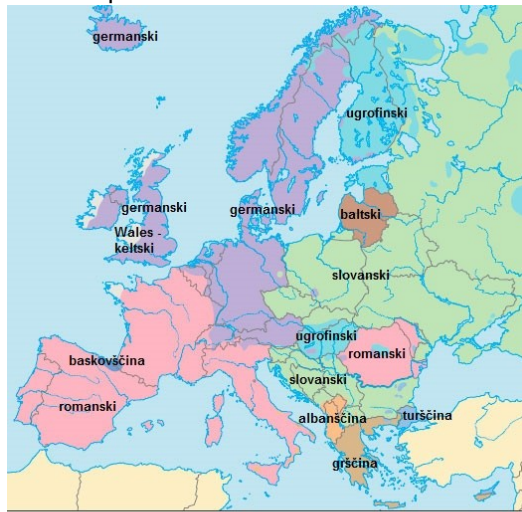 germanski
ugrofinski
germanski
germanski
baltski
Wales -
keltski
slovanski
ugrofinski
romanski
baskovščina
slovanski
romanski
albanščina
turščina
grščina